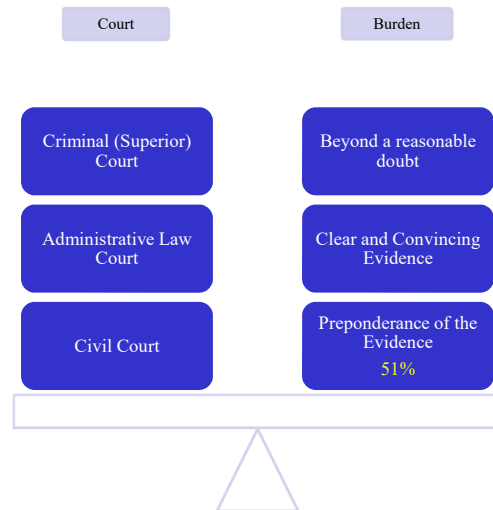 Court
Burden
Criminal (Superior)
Court
Beyond a reasonable
doubt
Administrative Law
Court
Clear and Convincing
Evidence
Civil Court
Preponderance of the
Evidence
51%